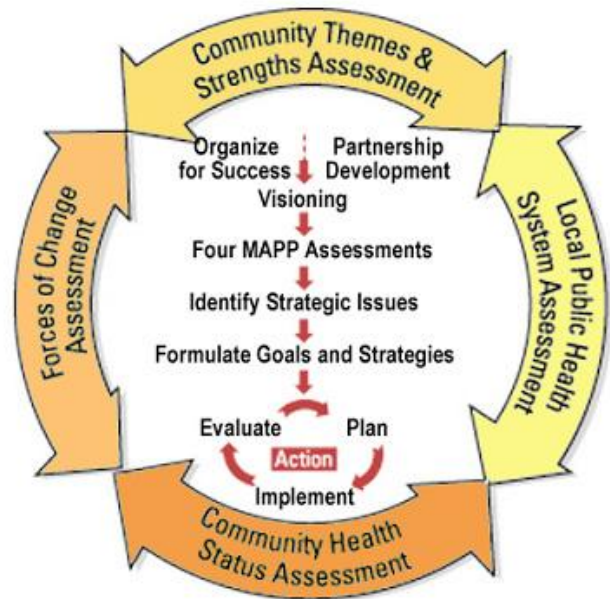 Community Themes &
Strengths Assessment
Organize
for Success
Partnership
Development
Visioning
Four MAPP Assessments
Identify Strategic Issues
Formulate Goals and Strategies
Evaluate
Plan
Action
Implement
Forces of Change
Assessment
Local Public Health
System Assessment
Community Health
Status Assessment